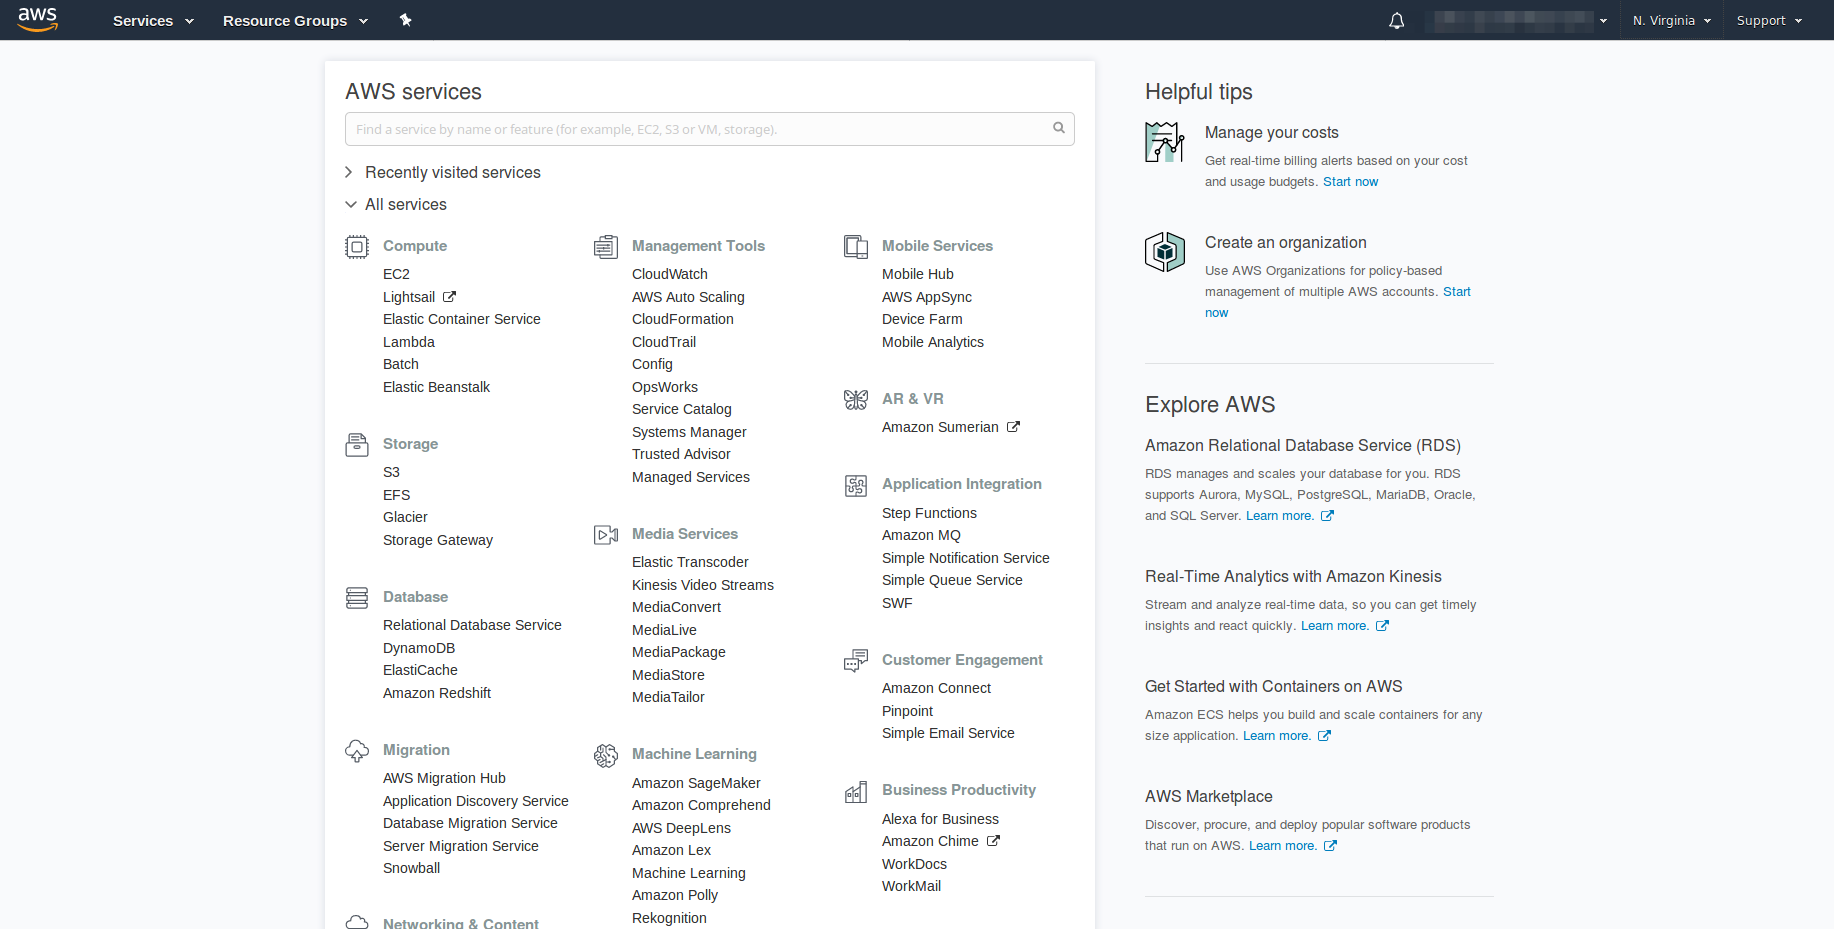 aws
Services
Resource Groups
N. Virginia
Support
AWS services
Find a service by name or feature (for example, EC2, S3 or VM, storage).
Recently visited services
All services
Compute
EC2
Lightsail
Elastic Container Service
Lambda
Batch
Elastic Beanstalk
Storage
S3
EFS
Glacier
Storage Gateway
Database
Relational Database Service
DynamoDB
ElastiCache
Amazon Redshift
Migration
AWS Migration Hub
Application Discovery Service
Database Migration Service
Server Migration Service
Snowball
Networking & Content
Management Tools
CloudWatch
AWS Auto Scaling
CloudFormation
CloudTrail
Config
OpsWorks
Service Catalog
Systems Manager
Trusted Advisor
Managed Services
Media Services
Elastic Transcoder
Kinesis Video Streams
MediaConvert
MediaLive
MediaPackage
MediaStore
MediaTailor
Machine Learning
Amazon SageMaker
Amazon Comprehend
AWS DeepLens
Amazon Lex
Machine Learning
Amazon Polly
Rekognition
Mobile Services
Mobile Hub
AWS AppSync
Device Farm
Mobile Analytics
AR & VR
Amazon Sumerian
Application Integration
Step Functions
Amazon MQ
Simple Notification Service
Simple Queue Service
SWF
Customer Engagement
Amazon Connect
Pinpoint
Simple Email Service
Business Productivity
Alexa for Business
Amazon Chime
WorkDocs
WorkMail
Helpful tips
Manage your costs
Get real-time billing alerts based on your cost
and usage budgets. Start now
Create an organization
Use AWS Organizations for policy-based
management of multiple AWS accounts. Start
now
Explore AWS
Amazon Relational Database Service (RDS)
RDS manages and scales your database for you. RDS
supports Aurora, MySQL, PostgreSQL, MariaDB, Oracle,
and SQL Server. Learn more.
Real-Time Analytics with Amazon Kinesis
Stream and analyze real-time data, so you can get timely
insights and react quickly. Learn more.
Get Started with Containers on AWS
Amazon ECS helps you build and scale containers for any
size application. Learn more.
AWS Marketplace
Discover, procure, and deploy popular software products
that run on AWS. Learn more.